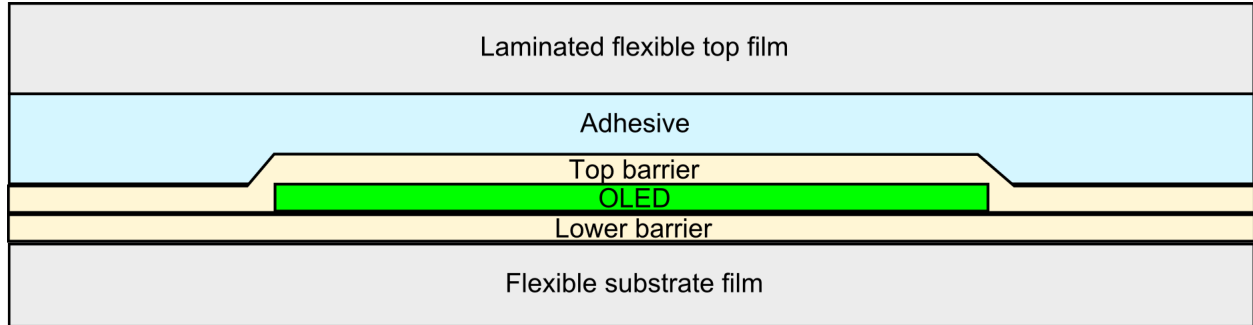 Laminated flexible top film
Adhesive
Top barrier
OLED
Lower barrier
Flexible substrate film